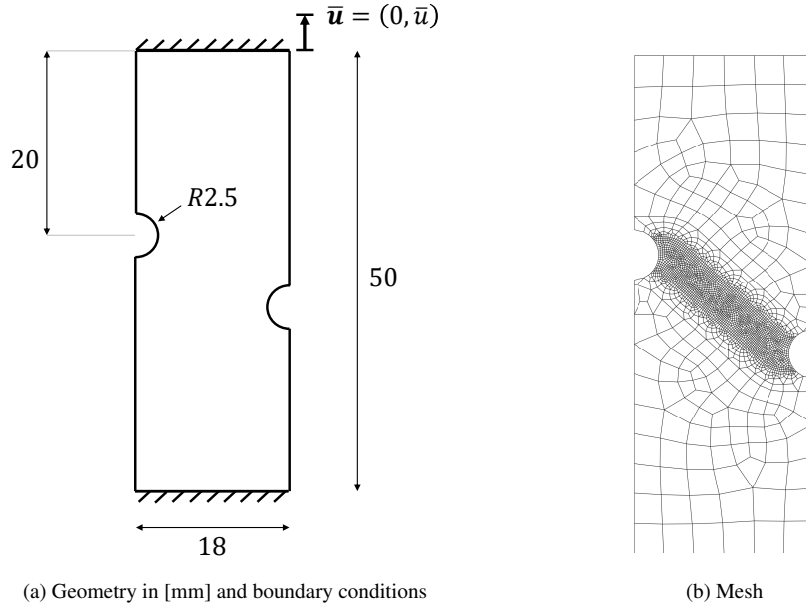 ū = (0, ū)
20
R2.5
50
18
(a) Geometry in [mm] and boundary conditions
(b) Mesh